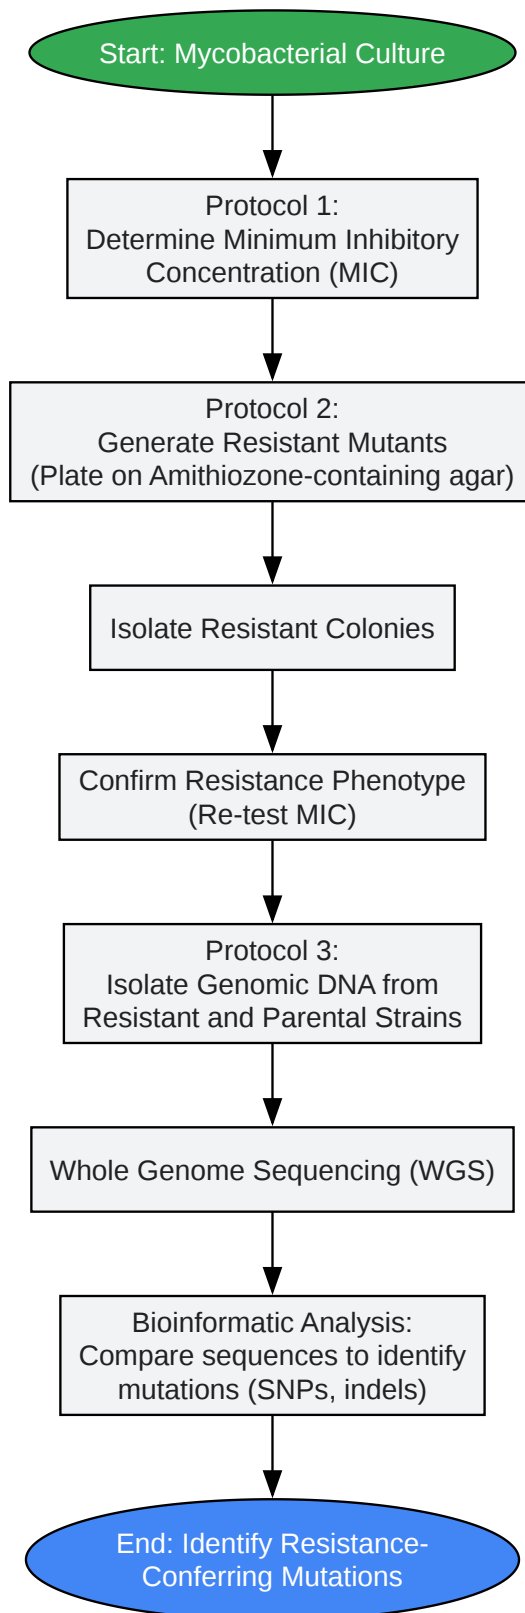 Start: Mycobacterial Culture
Protocol 1:
Determine Minimum Inhibitory
Concentration (MIC)
Protocol 2:
Generate Resistant Mutants
(Plate on Amithiozone-containing agar)
Isolate Resistant Colonies
Confirm Resistance Phenotype
(Re-test MIC)
Protocol 3:
Isolate Genomic DNA from
Resistant and Parental Strains
Whole Genome Sequencing (WGS)
Bioinformatic Analysis:
Compare sequences to identify
mutations (SNPs, indels)
End: Identify Resistance-
Conferring Mutations